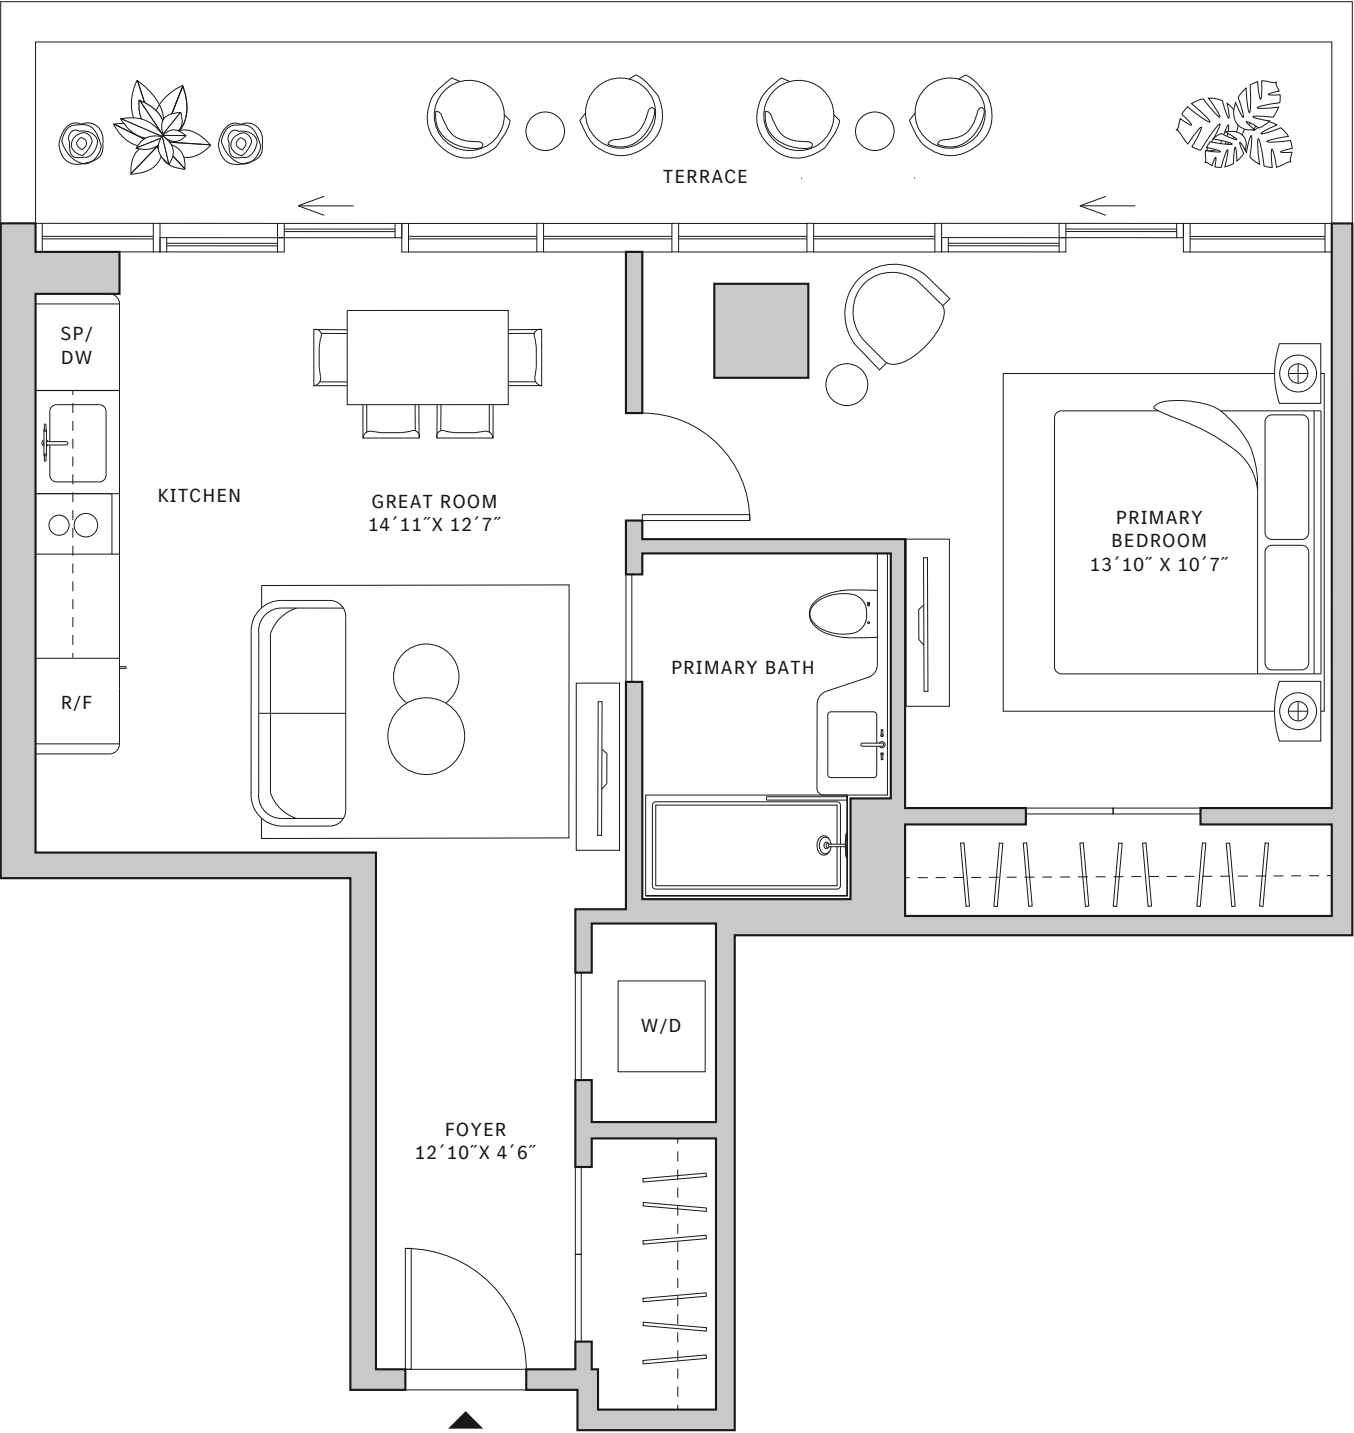 TERRACE
SP/
DW
KITCHEN
GREAT ROOM
14´11˝X 12´7˝
PRIMARY
BEDROOM
13´10˝ X 10´7˝
PRIMARY BATH
R/F
W/D
FOYER
12´10˝X 4´6˝